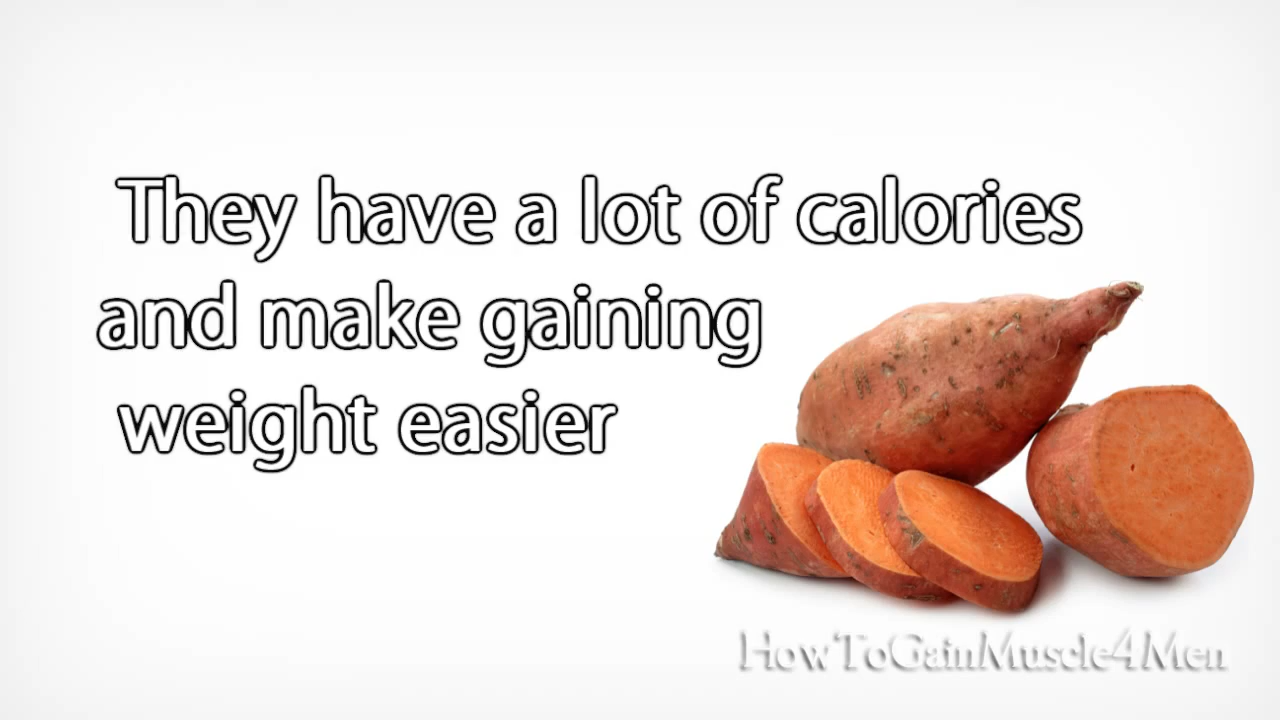 They have a lot of calories
and make gaining
weight easier
HowToGainMuscle4Men